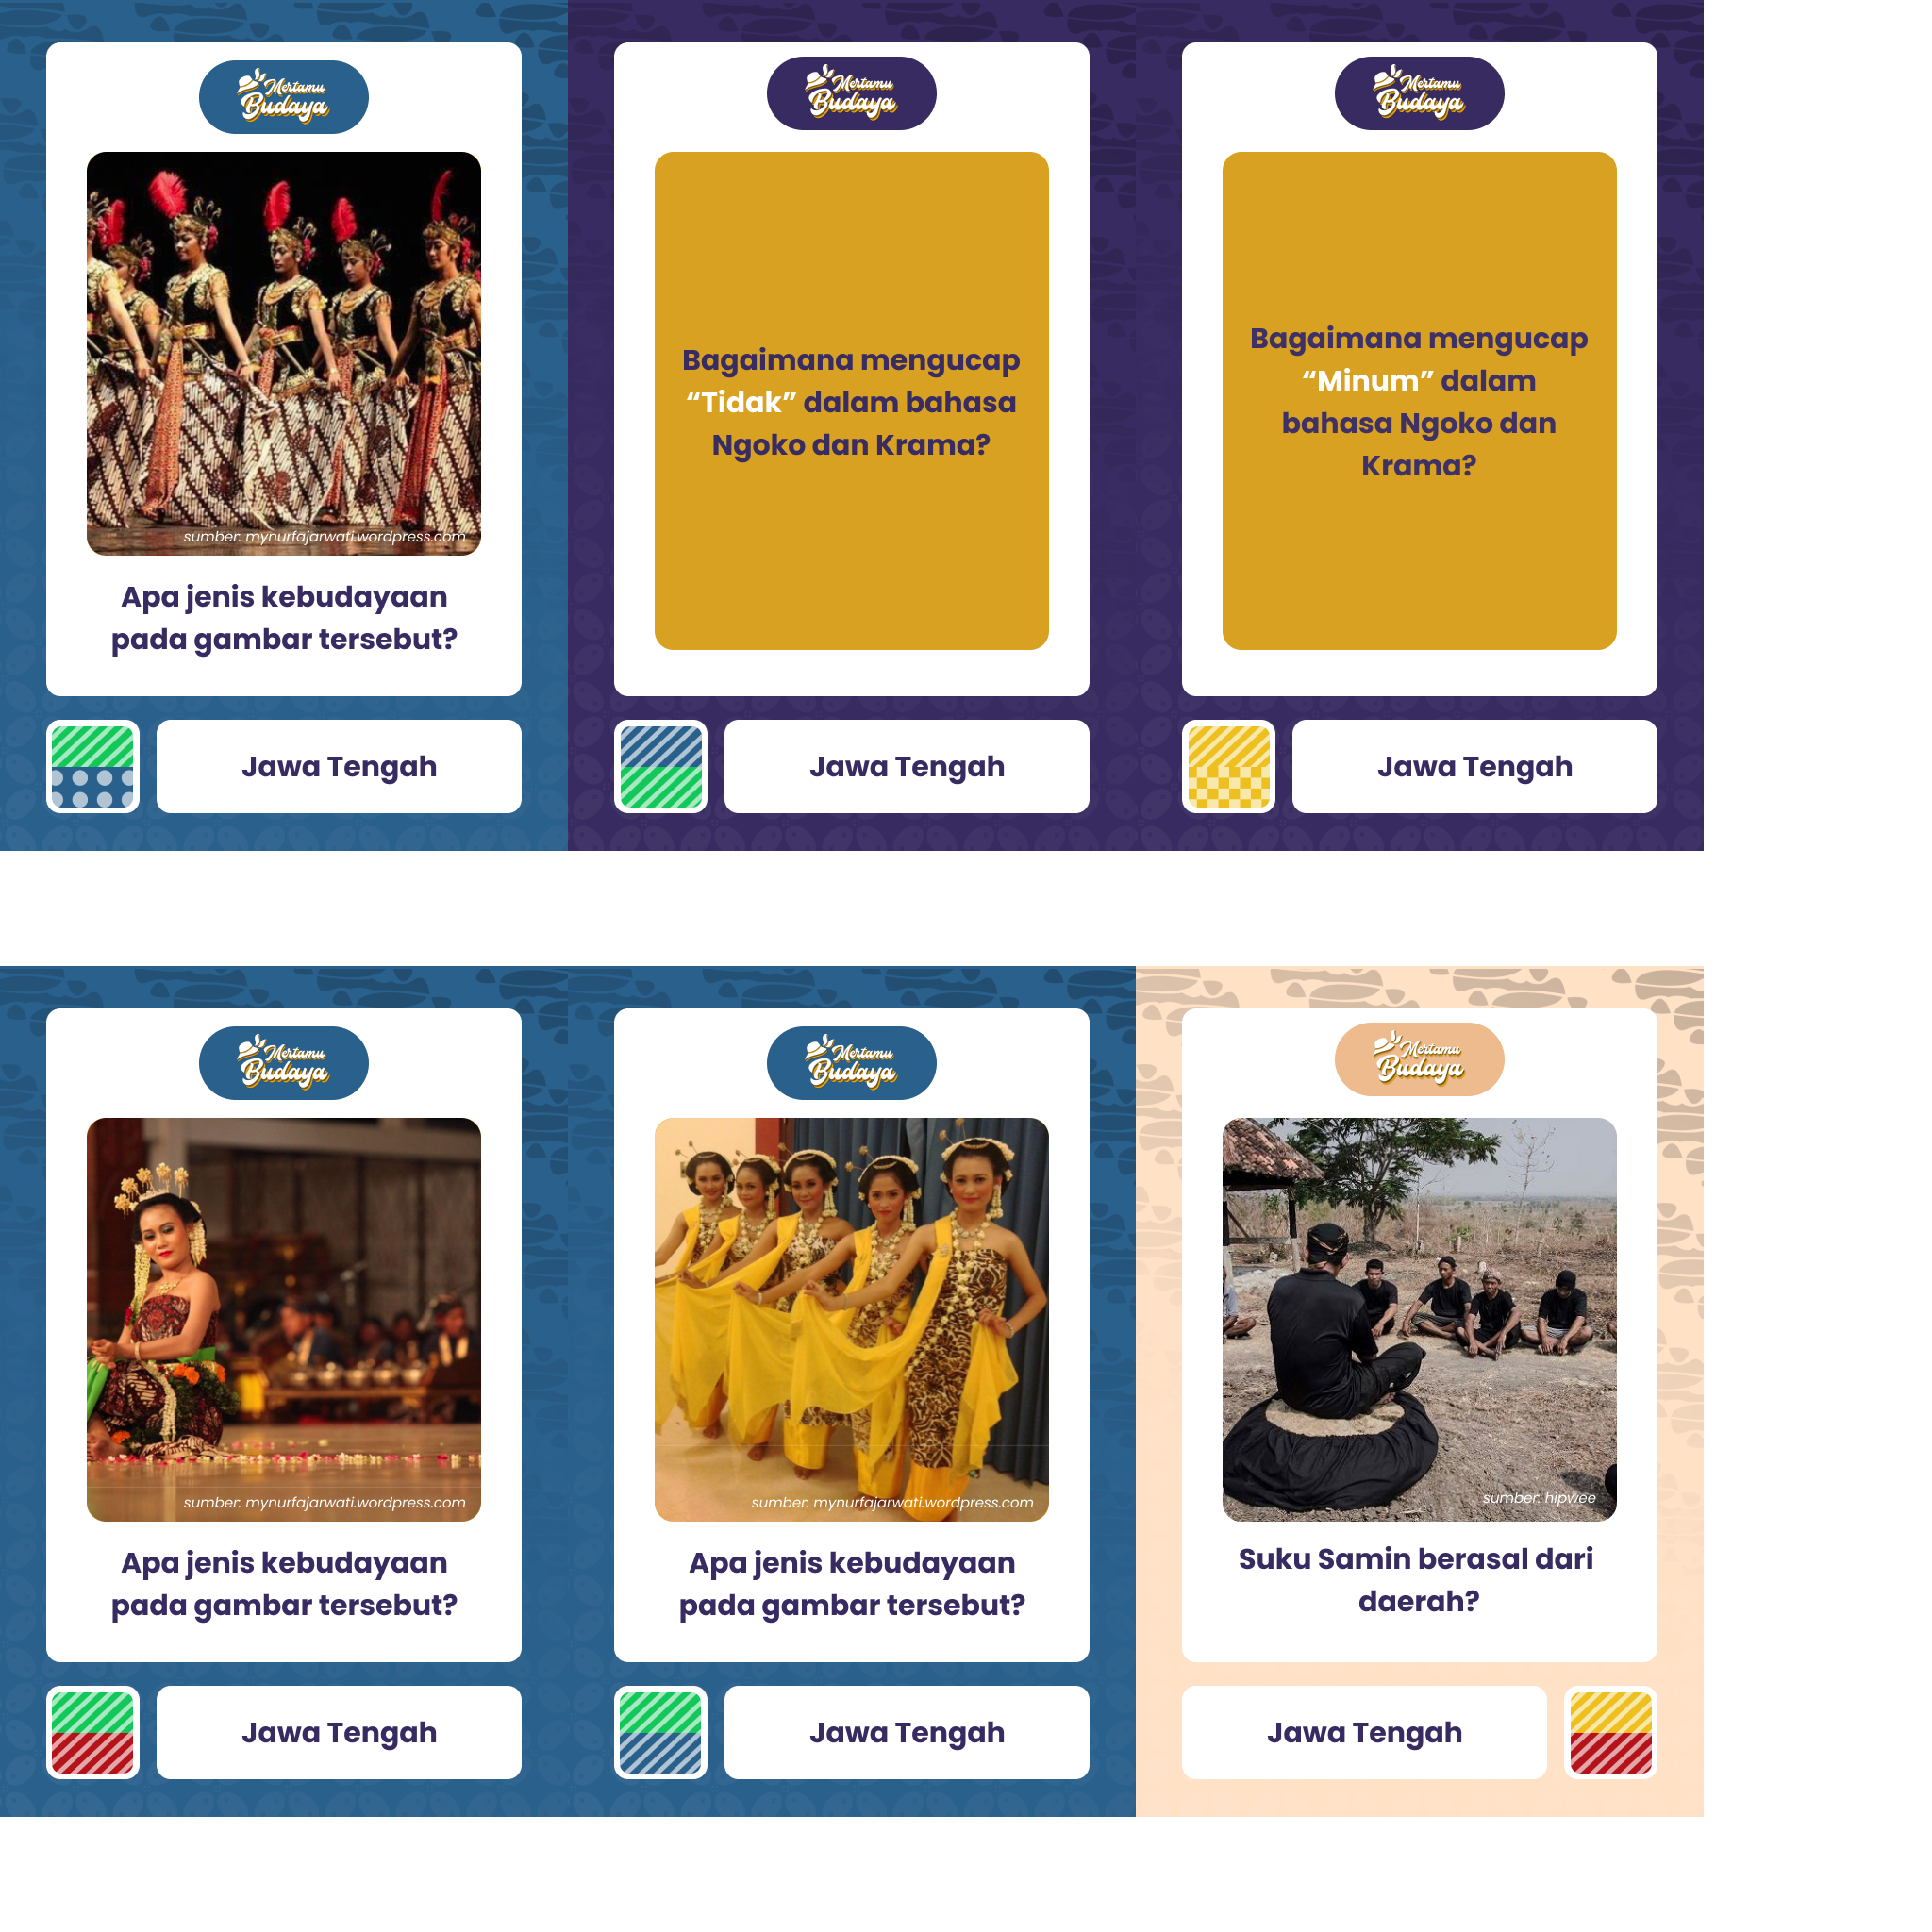 Mertamu
Budaya
sumber: mynurfajarwati.wordpress.com
Apa jenis kebudayaan
pada gambar tersebut?
Jawa Tengah
Mertamu
Budaya
Bagaimana mengucap
“Tidak” dalam bahasa
Ngoko dan Krama?
Jawa Tengah
Mertamu
Budaya
Bagaimana mengucap
“Minum” dalam
bahasa Ngoko dan
Krama?
Jawa Tengah
Mertamu
Budaya
sumber: mynurfajarwati.wordpress.com
Apa jenis kebudayaan
pada gambar tersebut?
Jawa Tengah
Mertamu
Budaya
sumber: mynurfajarwati.wordpress.com
Apa jenis kebudayaan
pada gambar tersebut?
Jawa Tengah
Mertamu
Budaya
sumber: hipwee
Suku Samin berasal dari
daerah?
Jawa Tengah